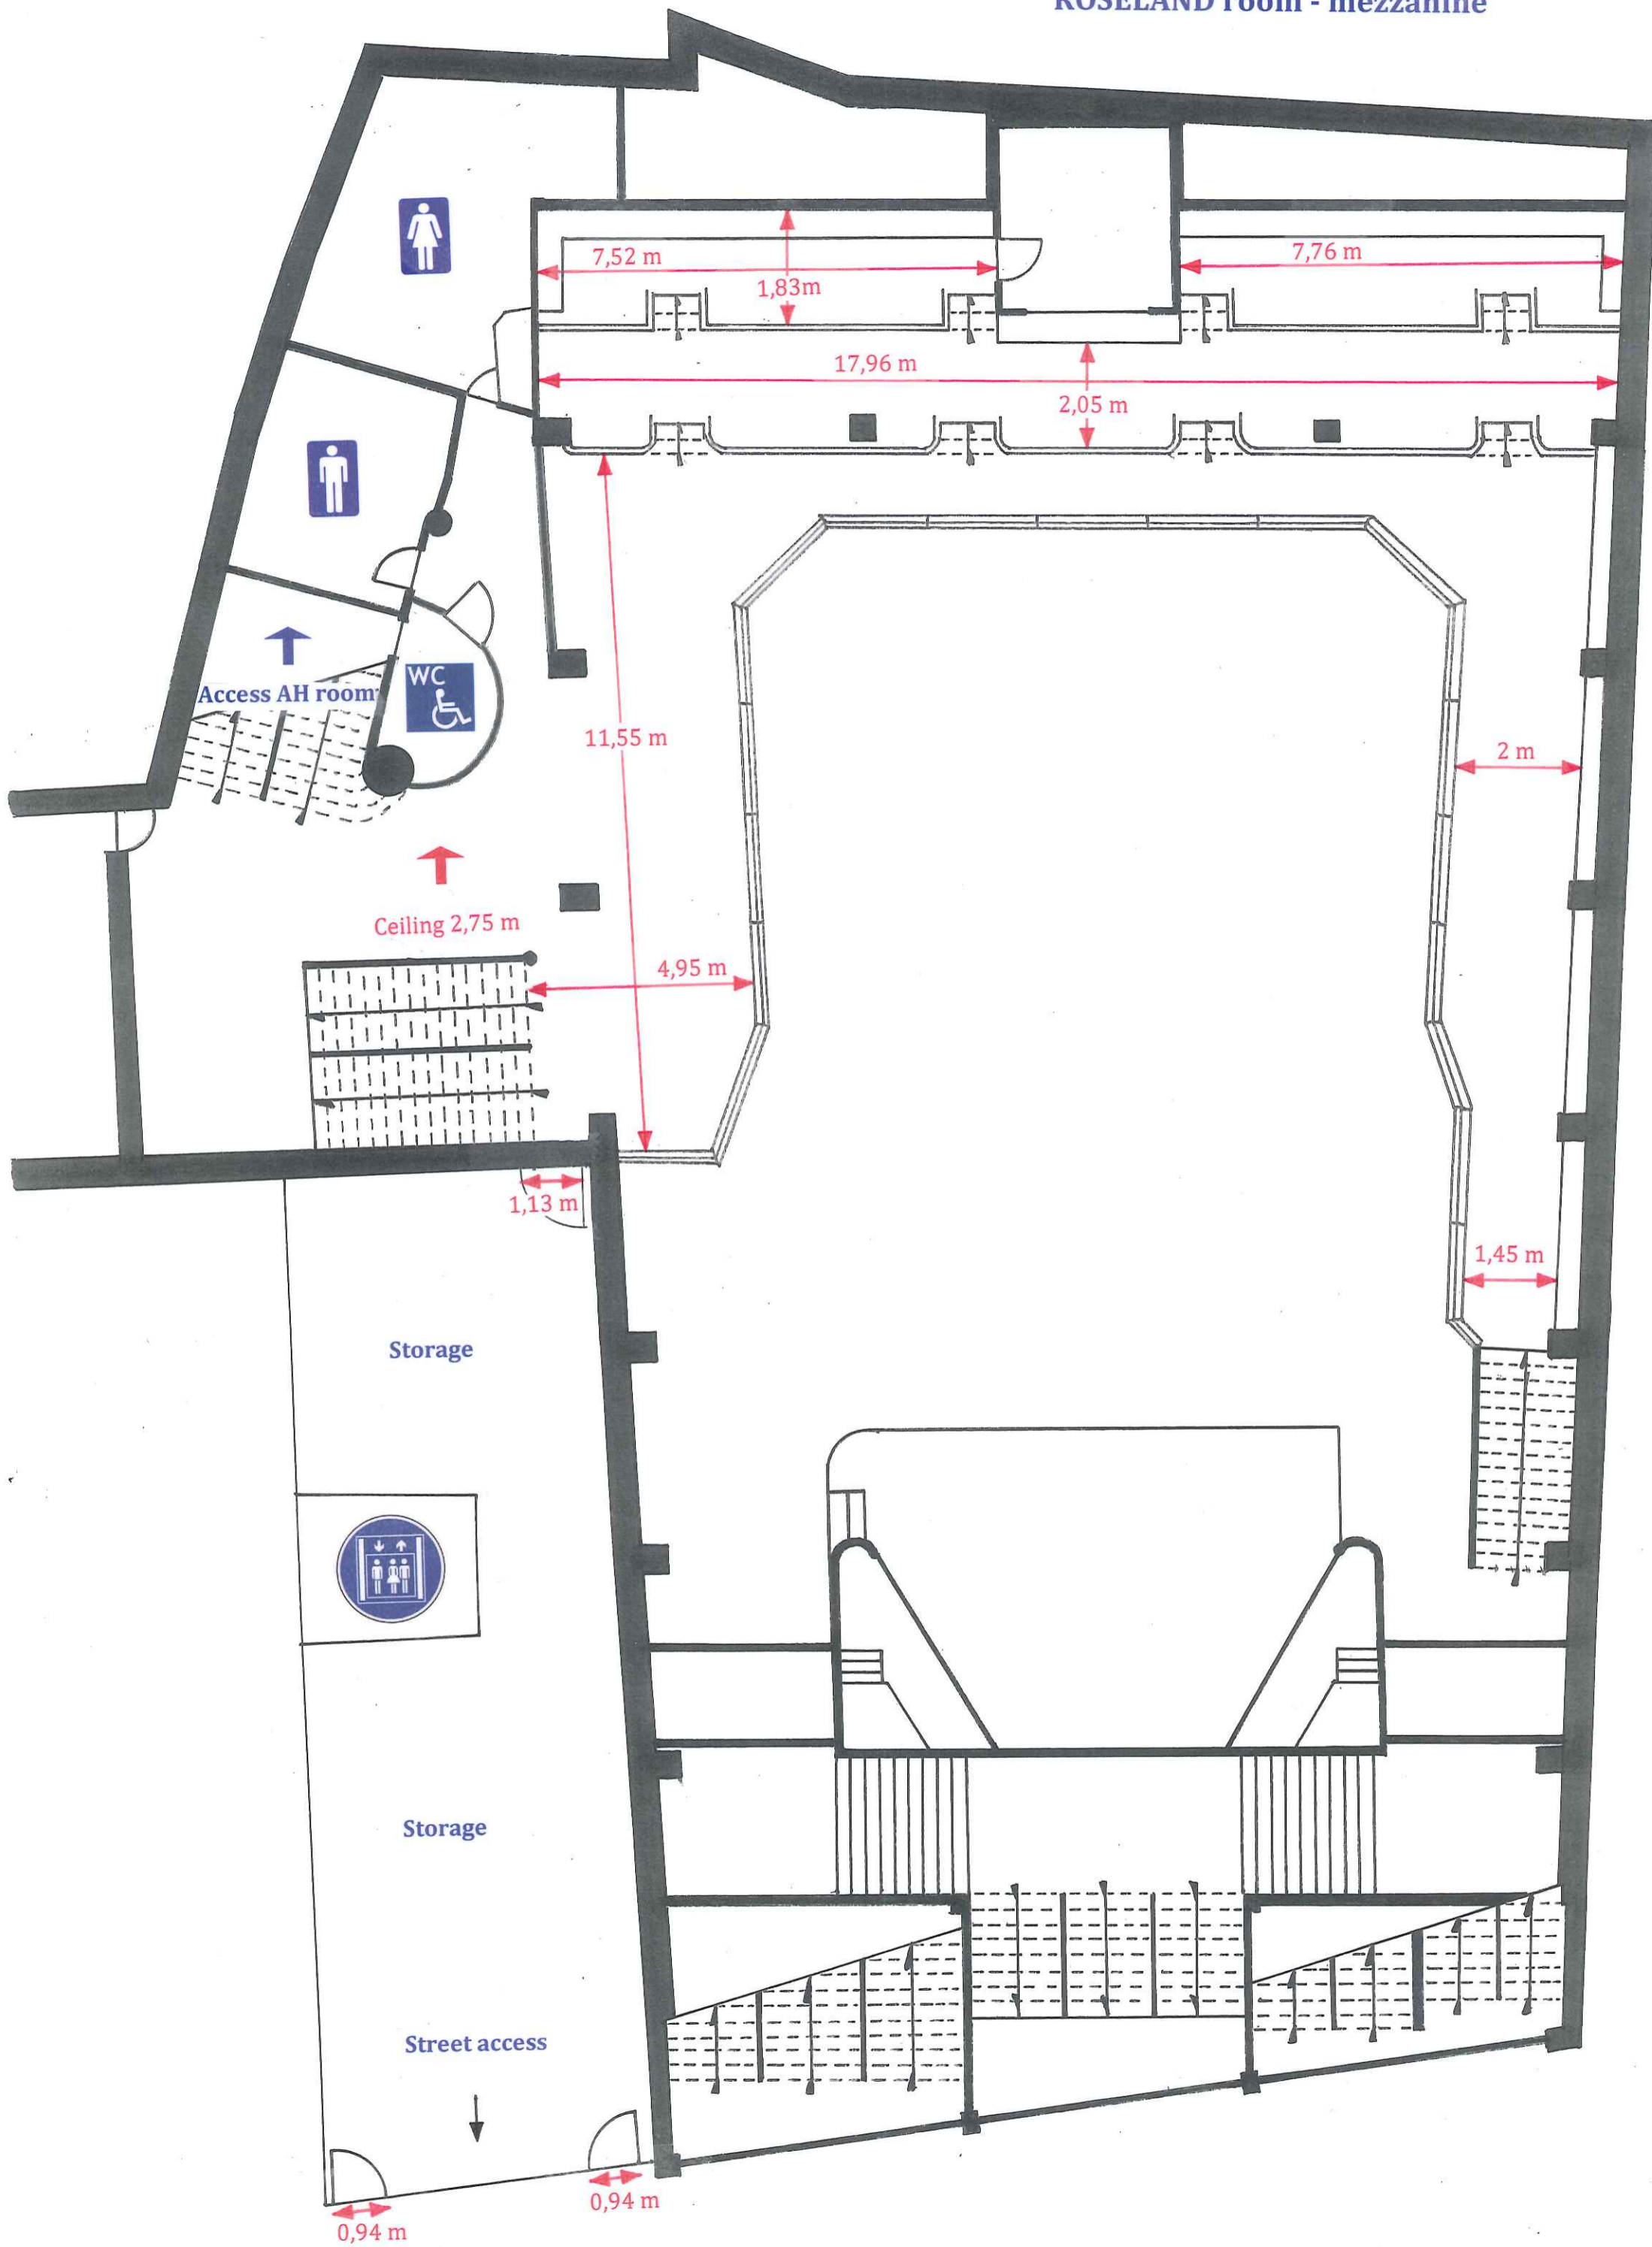 ROSELAND room - mezzanine
7,52 m
7,76 m
1,83m
17,96 m
2,05 m
WC
Access AH room
11,55 m
2 m
Ceiling 2,75 m
4,95 m
1,13 m
1,45 m
Storage
Storage
Street access
0,94 m
0,94 m